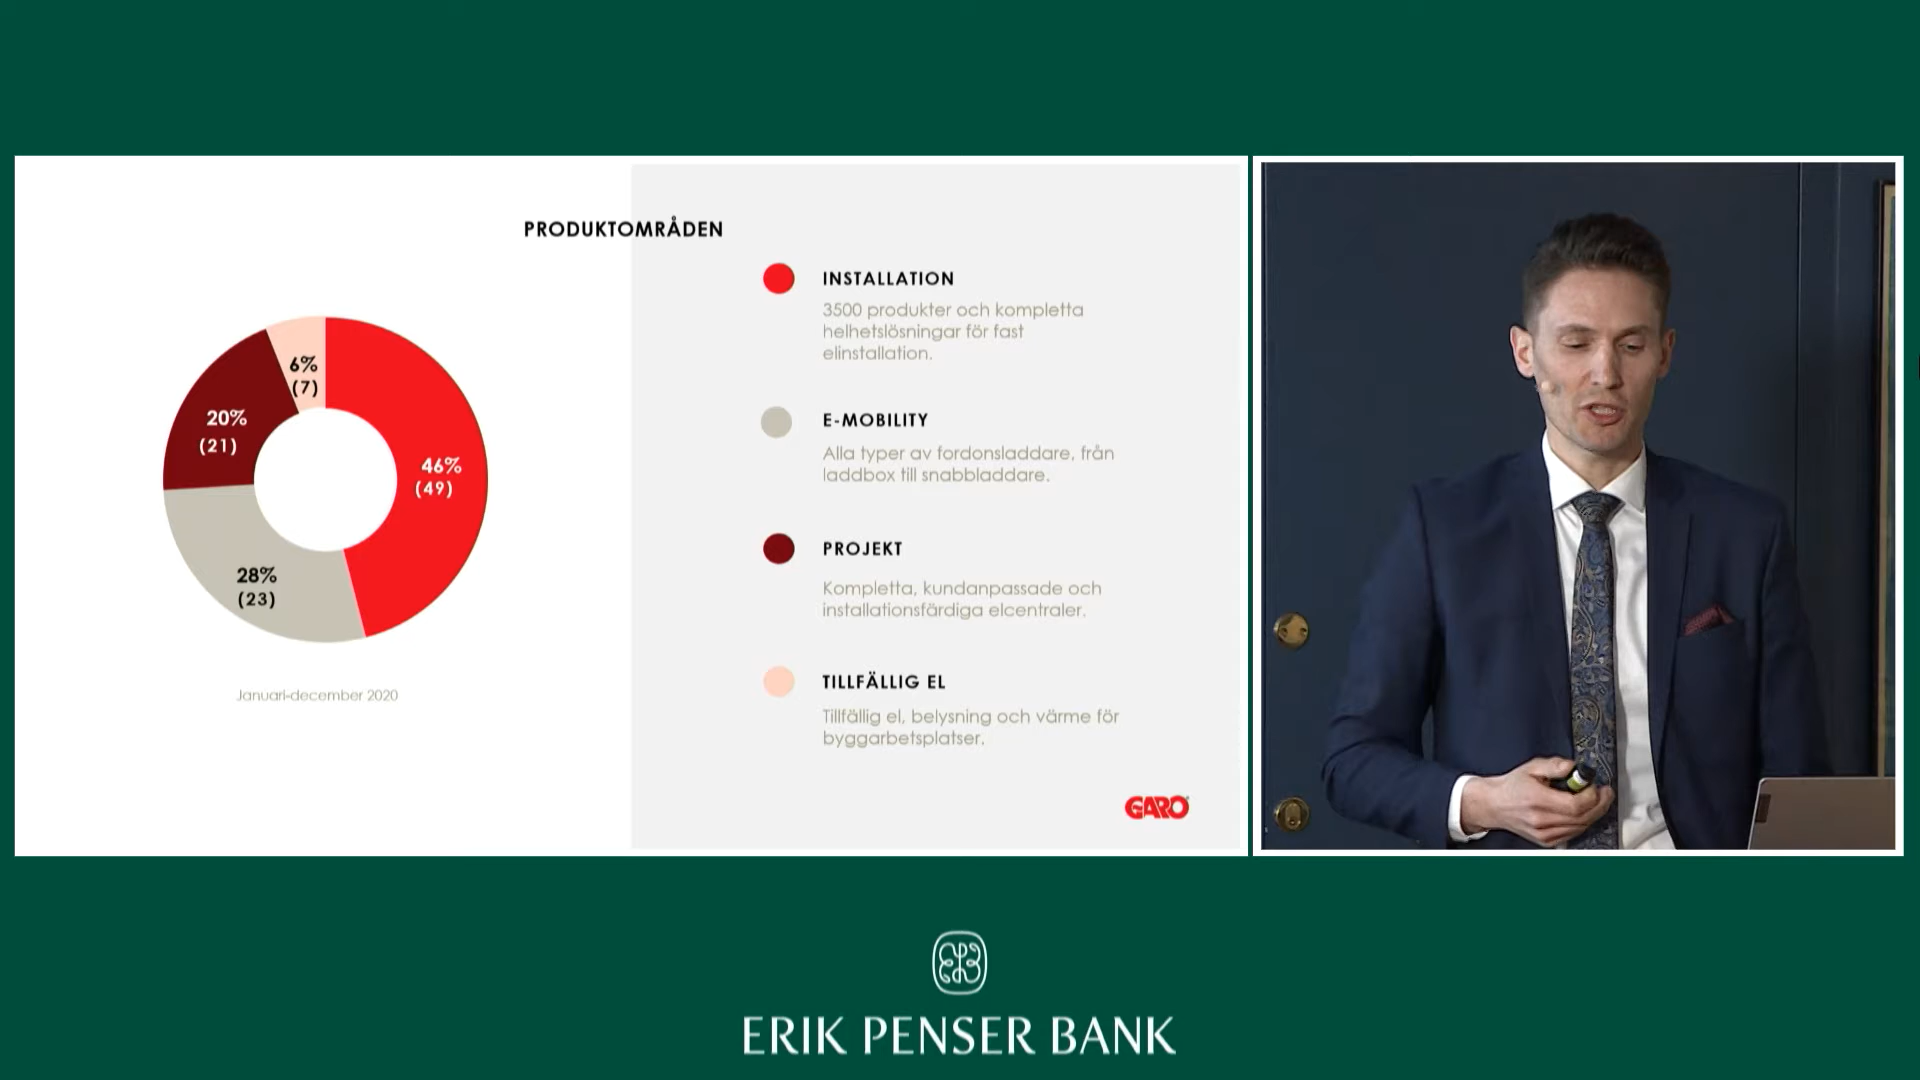 PRODUKTOMRÅDEN
6%
(7)
20%
(21)
46%
(49)
28%
(23)
Januari-december 2020
INSTALLATION
3500 produkter och kompletta
helhetslösningar för fast
elinstallation.
E-MOBILITY
Alla typer av fordonsladdare, från
laddbox till snabbladdare.
PROJEKT
Kompletta, kundanpassade och
installationsfärdiga elcentraler.
TILLFÄLLIG EL
Tillfällig el, belysning och värme för
byggarbetsplatser.
GARO
ERIK PENSER BANK